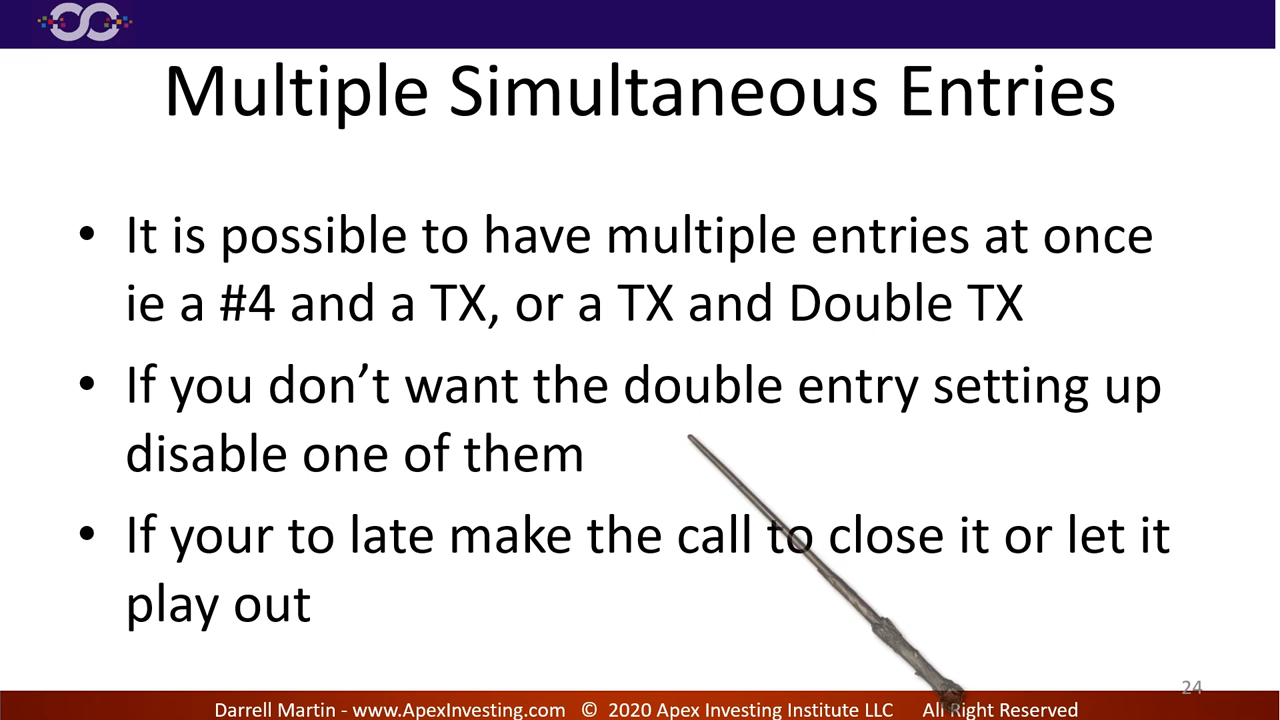 Multiple Simultaneous Entries
• It is possible to have multiple entries at once
ie a #4 and a TX, or a TX and Double TX
• If you don’t want the double entry setting up
disable one of them
• If your to late make the call to close it or let it
play out
24
Darrell Martin - www.ApexInvesting.com © 2020 Apex Investing Institute LLC All Right Reserved